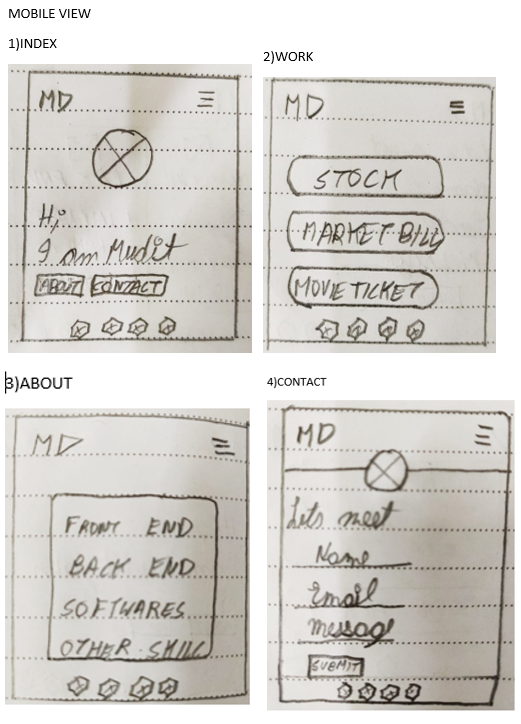 MOBILE VIEW
1)INDEX
MD
Hi,
I am Mudit
ABOUT CONTACT
2)WORK
MD
STOCK
MARKET BILL
MOVIE TICKET
3)ABOUT
MD
FRONT END
BACK END
SOFTWARES
OTHER SKILL
4)CONTACT
MD
Lets meet
Name
Email
message
SUBMIT